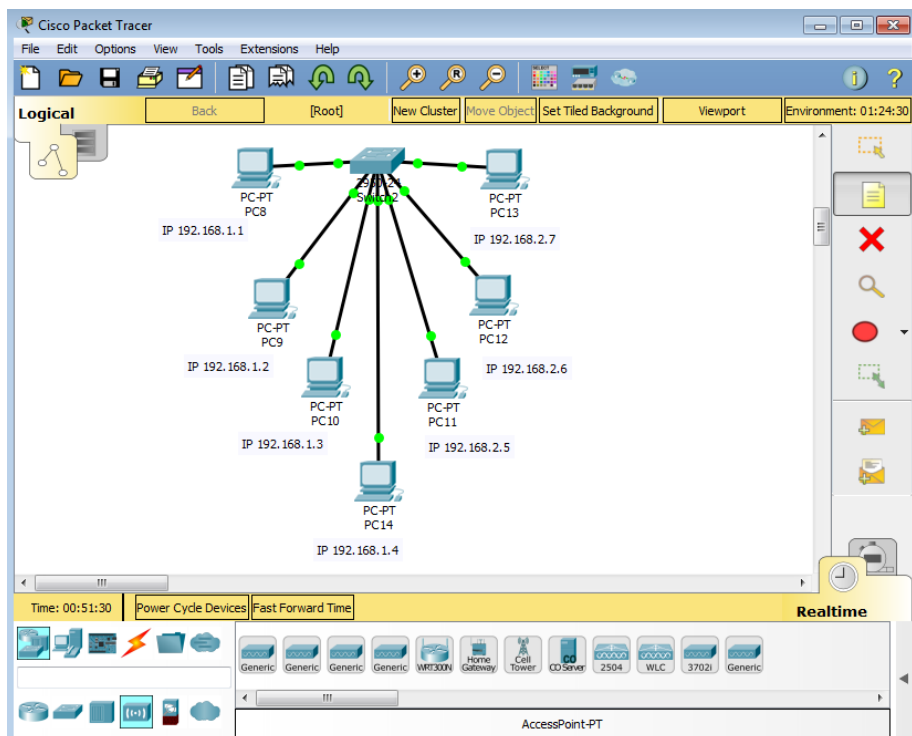 Cisco Packet Tracer
File Edit Options View Tools Extensions Help
Logical Back [Root] New Cluster Move Object Set Tiled Background Viewport Environment: 01:24:30
2950-24
Switch2
PC-PT
PC8
IP 192.168.1.1
PC-PT
PC13
IP 192.168.2.7
PC-PT
PC9
IP 192.168.1.2
PC-PT
PC12
IP 192.168.2.6
PC-PT
PC10
IP 192.168.1.3
PC-PT
PC11
IP 192.168.2.5
PC-PT
PC14
IP 192.168.1.4
Time: 00:51:30 Power Cycle Devices Fast Forward Time Realtime
Generic Generic Generic Generic WRT300N Home Gateway Cell Tower CO Server 2504 WLC 3702i Generic
AccessPoint-PT